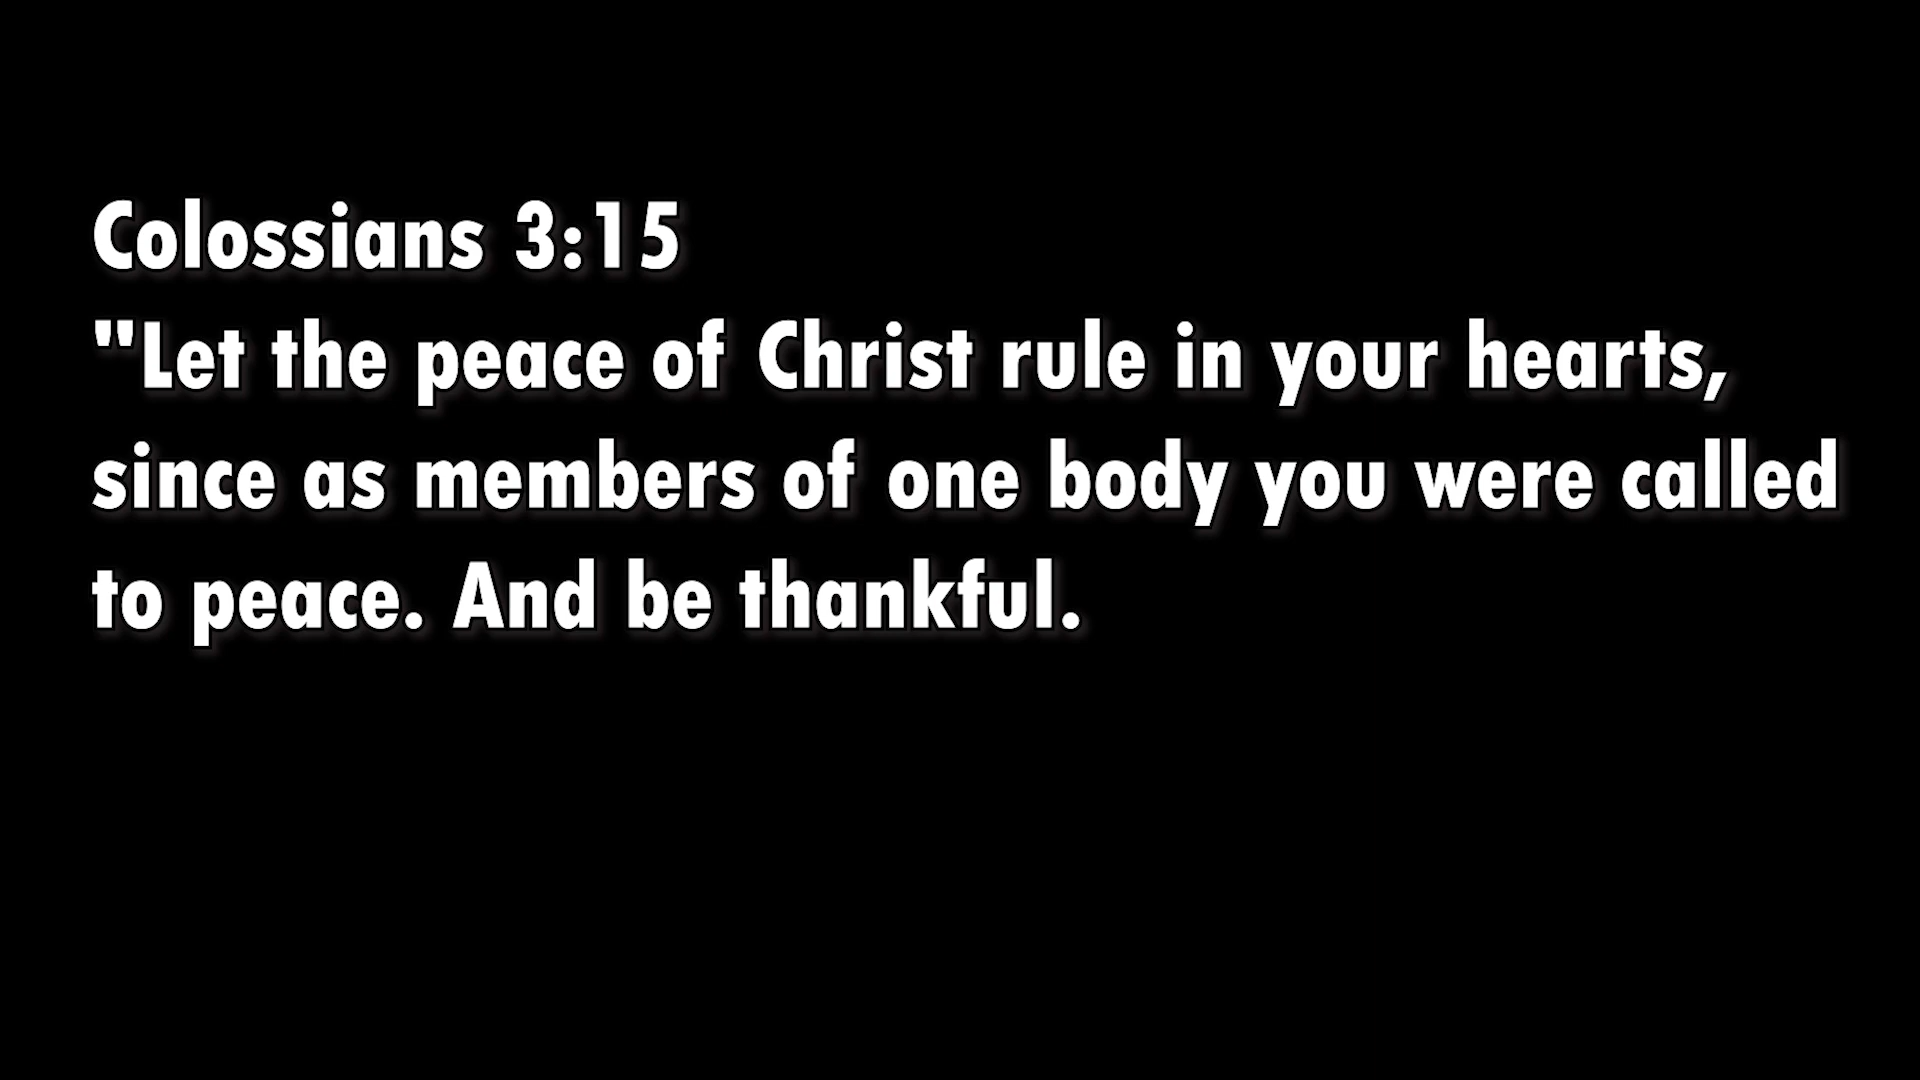 Colossians 3:15
"Let the peace of Christ rule in your hearts,
since as members of one body you were called
to peace. And be thankful.